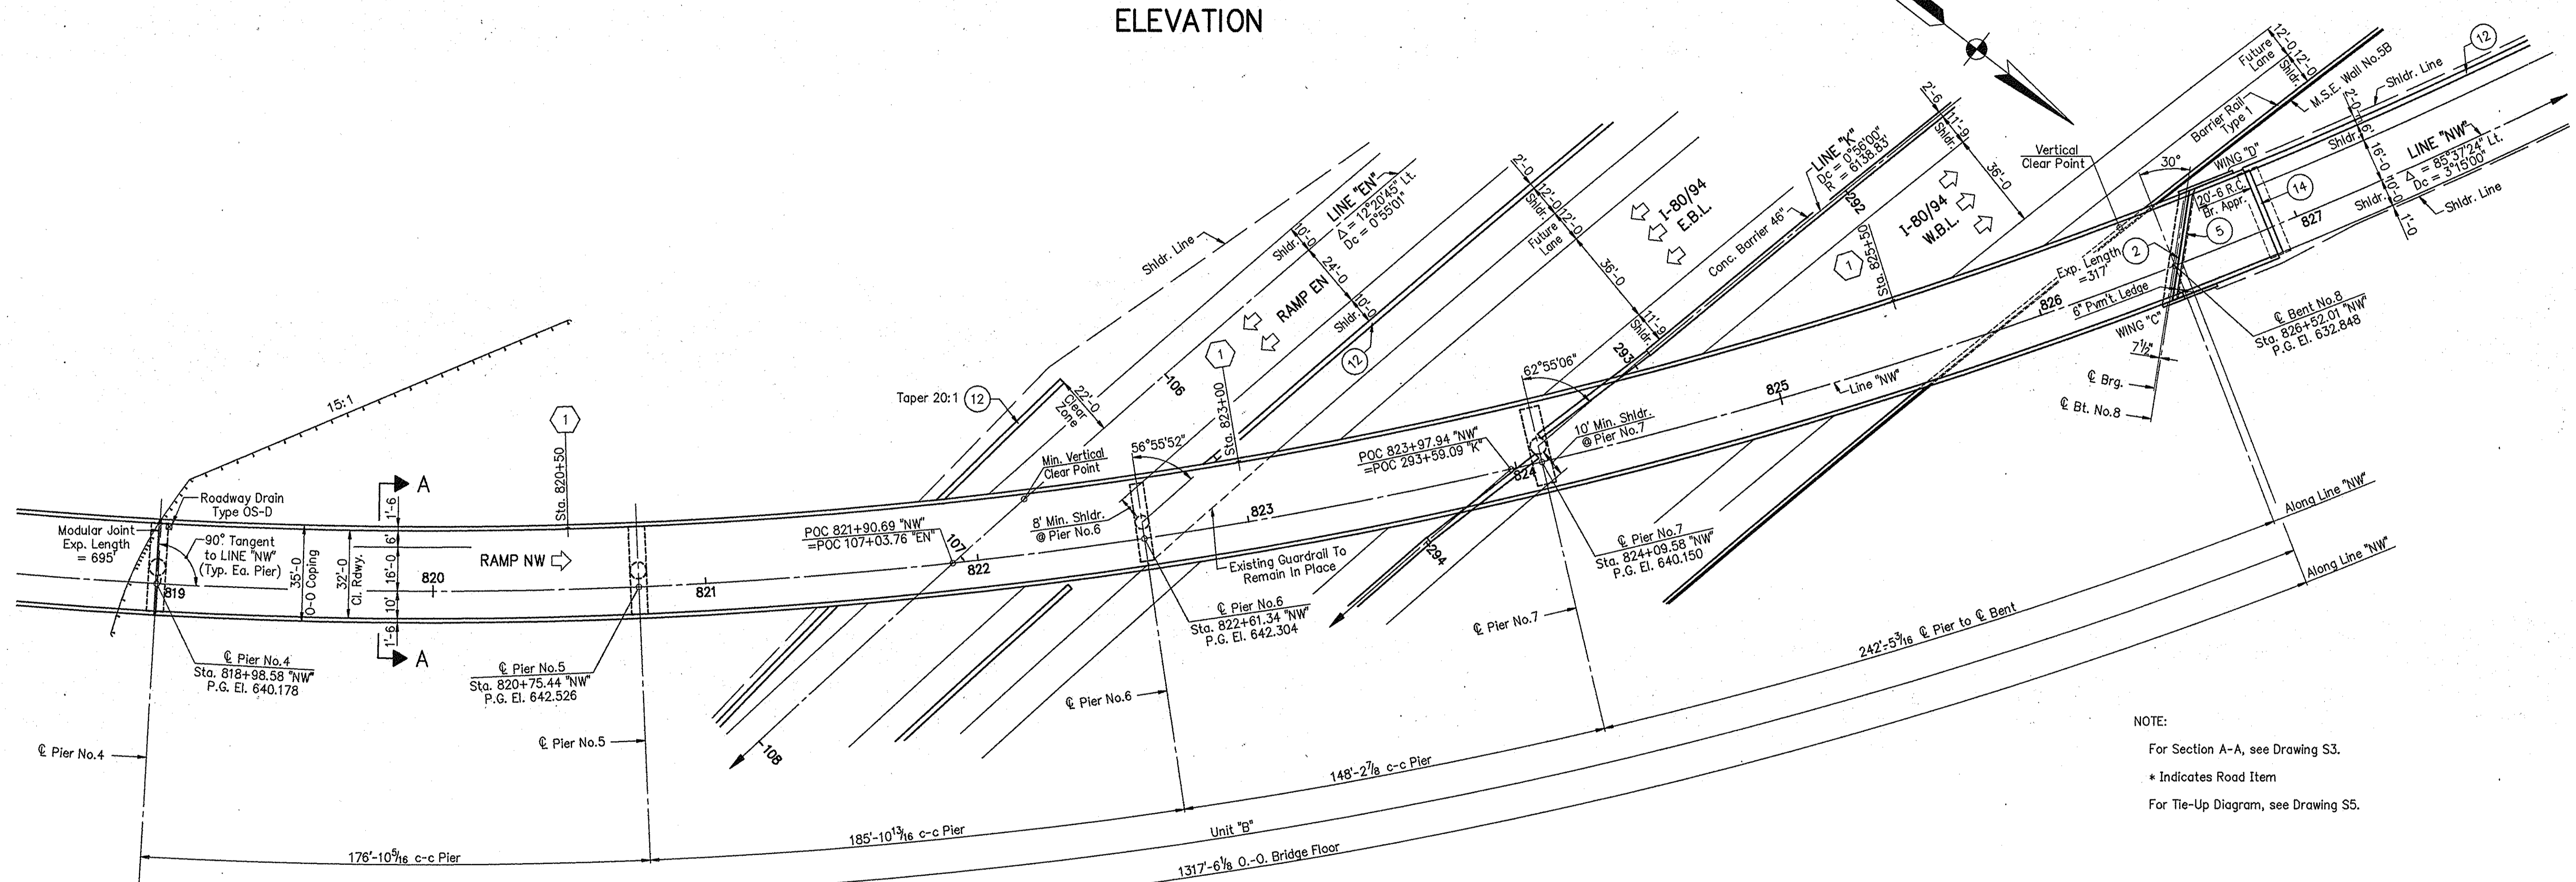 ELEVATION
15:1
1
Sta. 820+50
A
A
1'-6
6'
16'-0
10'
1'-6
35'-0
O-O Coping
32'-0
Cl. Rdwy.
Roadway Drain
Type OS-D
Modular Joint
Exp. Length
= 695'
90° Tangent
to LINE "NW"
(Typ. Ea. Pier)
RAMP NW
819
820
821
822
823
824
825
826
827
℄ Pier No.4
Sta. 818+98.58 "NW"
P.G. El. 640.178
℄ Pier No.5
Sta. 820+75.44 "NW"
P.G. El. 642.526
℄ Pier No.4
℄ Pier No.5
POC 821+90.69 "NW"
=POC 107+03.76 "EN"
107
106
108
Taper 20:1
12
22'-0
Clear
Zone
Min. Vertical
Clear Point
Shldr. Line
10'-0
Shldr.
24'-0
10'-0
Shldr.
LINE "EN"
Δ = 12°20'45" Lt.
Dc = 0°55'01"
RAMP EN
12
1
Sta. 823+00
56°55'52"
8' Min. Shldr.
@ Pier No.6
Existing Guardrail To
Remain In Place
℄ Pier No.6
Sta. 822+61.34 "NW"
P.G. El. 642.304
℄ Pier No.6
2'-0
12'-0
Shldr.
12'-0
Future
Lane
36'-0
11'-9
Shldr.
I-80/94
E.B.L.
Conc. Barrier 46"
LINE "K"
Dc = 0°56'00"
R = 6138.83'
292
293
294
62°55'06"
POC 823+97.94 "NW"
=POC 293+59.09 "K"
10' Min. Shldr.
@ Pier No.7
℄ Pier No.7
Sta. 824+09.58 "NW"
P.G. El. 640.150
℄ Pier No.7
2'-6
11'-9
Shldr.
36'-0
I-80/94
W.B.L.
1
Sta. 825+50
Line "NW"
Vertical
Clear Point
Future
Lane
12'-0
12'-0
Shldr.
Barrier Rail
Type 1
M.S.E. Wall No.5B
Shldr. Line
12
30°
WING "D"
20'-6 R.C.
Br. Appr.
14
5
2
Exp. Length
=317'
6" Pvm't. Ledge
WING "C"
7½"
℄ Brg.
℄ Bt. No.8
℄ Bent No.8
Sta. 826+52.01 "NW"
P.G. El. 632.848
2'-0
6'
Shldr.
16'-0
10'-0
Shldr.
1'-0
Shldr.
LINE "NW"
Δ = 85°37'24" Lt.
Dc = 3°15'00"
Shldr. Line
Along Line "NW"
Along Line "NW"
242'-5 3/16 ℄ Pier to ℄ Bent
148'-2 7/8 c-c Pier
185'-10 13/16 c-c Pier
176'-10 5/16 c-c Pier
Unit "B"
1317'-6 1/8 O.-O. Bridge Floor
NOTE:
For Section A-A, see Drawing S3.
* Indicates Road Item
For Tie-Up Diagram, see Drawing S5.